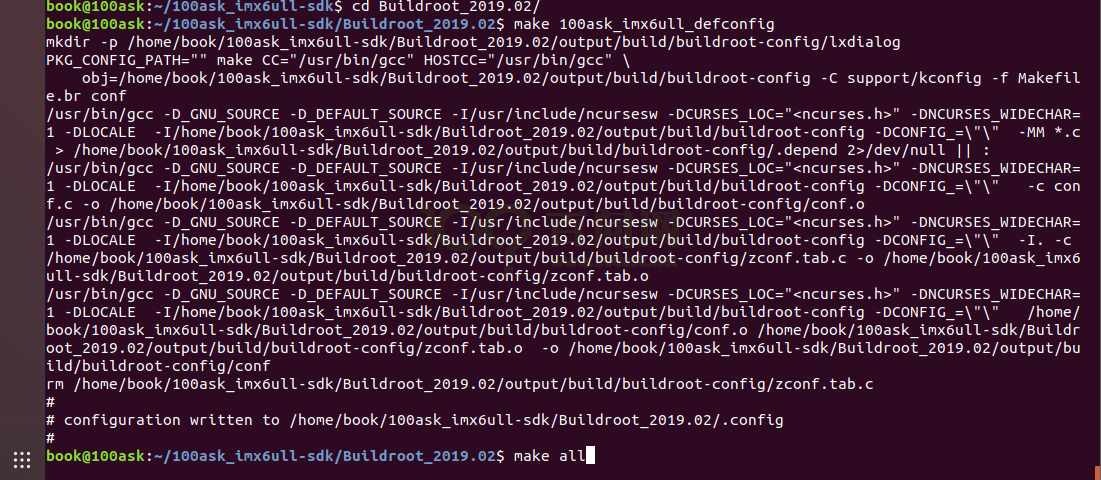 book@100ask:~/100ask_imx6ull-sdk$ cd Buildroot_2019.02/
book@100ask:~/100ask_imx6ull-sdk/Buildroot_2019.02$ make 100ask_imx6ull_defconfig
mkdir -p /home/book/100ask_imx6ull-sdk/Buildroot_2019.02/output/build/buildroot-config/lxdialog
PKG_CONFIG_PATH="" make CC="/usr/bin/gcc" HOSTCC="/usr/bin/gcc" \
    obj=/home/book/100ask_imx6ull-sdk/Buildroot_2019.02/output/build/buildroot-config -C support/kconfig -f Makefil
e.br conf
/usr/bin/gcc -D_GNU_SOURCE -D_DEFAULT_SOURCE -I/usr/include/ncursesw -DCURSES_LOC="<ncurses.h>" -DNCURSES_WIDECHAR=
1 -DLOCALE  -I/home/book/100ask_imx6ull-sdk/Buildroot_2019.02/output/build/buildroot-config -DCONFIG_=\"\"  -MM *.c
 > /home/book/100ask_imx6ull-sdk/Buildroot_2019.02/output/build/buildroot-config/.depend 2>/dev/null || :
/usr/bin/gcc -D_GNU_SOURCE -D_DEFAULT_SOURCE -I/usr/include/ncursesw -DCURSES_LOC="<ncurses.h>" -DNCURSES_WIDECHAR=
1 -DLOCALE  -I/home/book/100ask_imx6ull-sdk/Buildroot_2019.02/output/build/buildroot-config -DCONFIG_=\"\"   -c con
f.c -o /home/book/100ask_imx6ull-sdk/Buildroot_2019.02/output/build/buildroot-config/conf.o
/usr/bin/gcc -D_GNU_SOURCE -D_DEFAULT_SOURCE -I/usr/include/ncursesw -DCURSES_LOC="<ncurses.h>" -DNCURSES_WIDECHAR=
1 -DLOCALE  -I/home/book/100ask_imx6ull-sdk/Buildroot_2019.02/output/build/buildroot-config -DCONFIG_=\"\"  -I. -c
/home/book/100ask_imx6ull-sdk/Buildroot_2019.02/output/build/buildroot-config/zconf.tab.c -o /home/book/100ask_imx6
ull-sdk/Buildroot_2019.02/output/build/buildroot-config/zconf.tab.o
/usr/bin/gcc -D_GNU_SOURCE -D_DEFAULT_SOURCE -I/usr/include/ncursesw -DCURSES_LOC="<ncurses.h>" -DNCURSES_WIDECHAR=
1 -DLOCALE  -I/home/book/100ask_imx6ull-sdk/Buildroot_2019.02/output/build/buildroot-config -DCONFIG_=\"\"   /home/
book/100ask_imx6ull-sdk/Buildroot_2019.02/output/build/buildroot-config/conf.o /home/book/100ask_imx6ull-sdk/Buildr
oot_2019.02/output/build/buildroot-config/zconf.tab.o  -o /home/book/100ask_imx6ull-sdk/Buildroot_2019.02/output/bu
ild/buildroot-config/conf
rm /home/book/100ask_imx6ull-sdk/Buildroot_2019.02/output/build/buildroot-config/zconf.tab.c
#
# configuration written to /home/book/100ask_imx6ull-sdk/Buildroot_2019.02/.config
#
book@100ask:~/100ask_imx6ull-sdk/Buildroot_2019.02$ make all